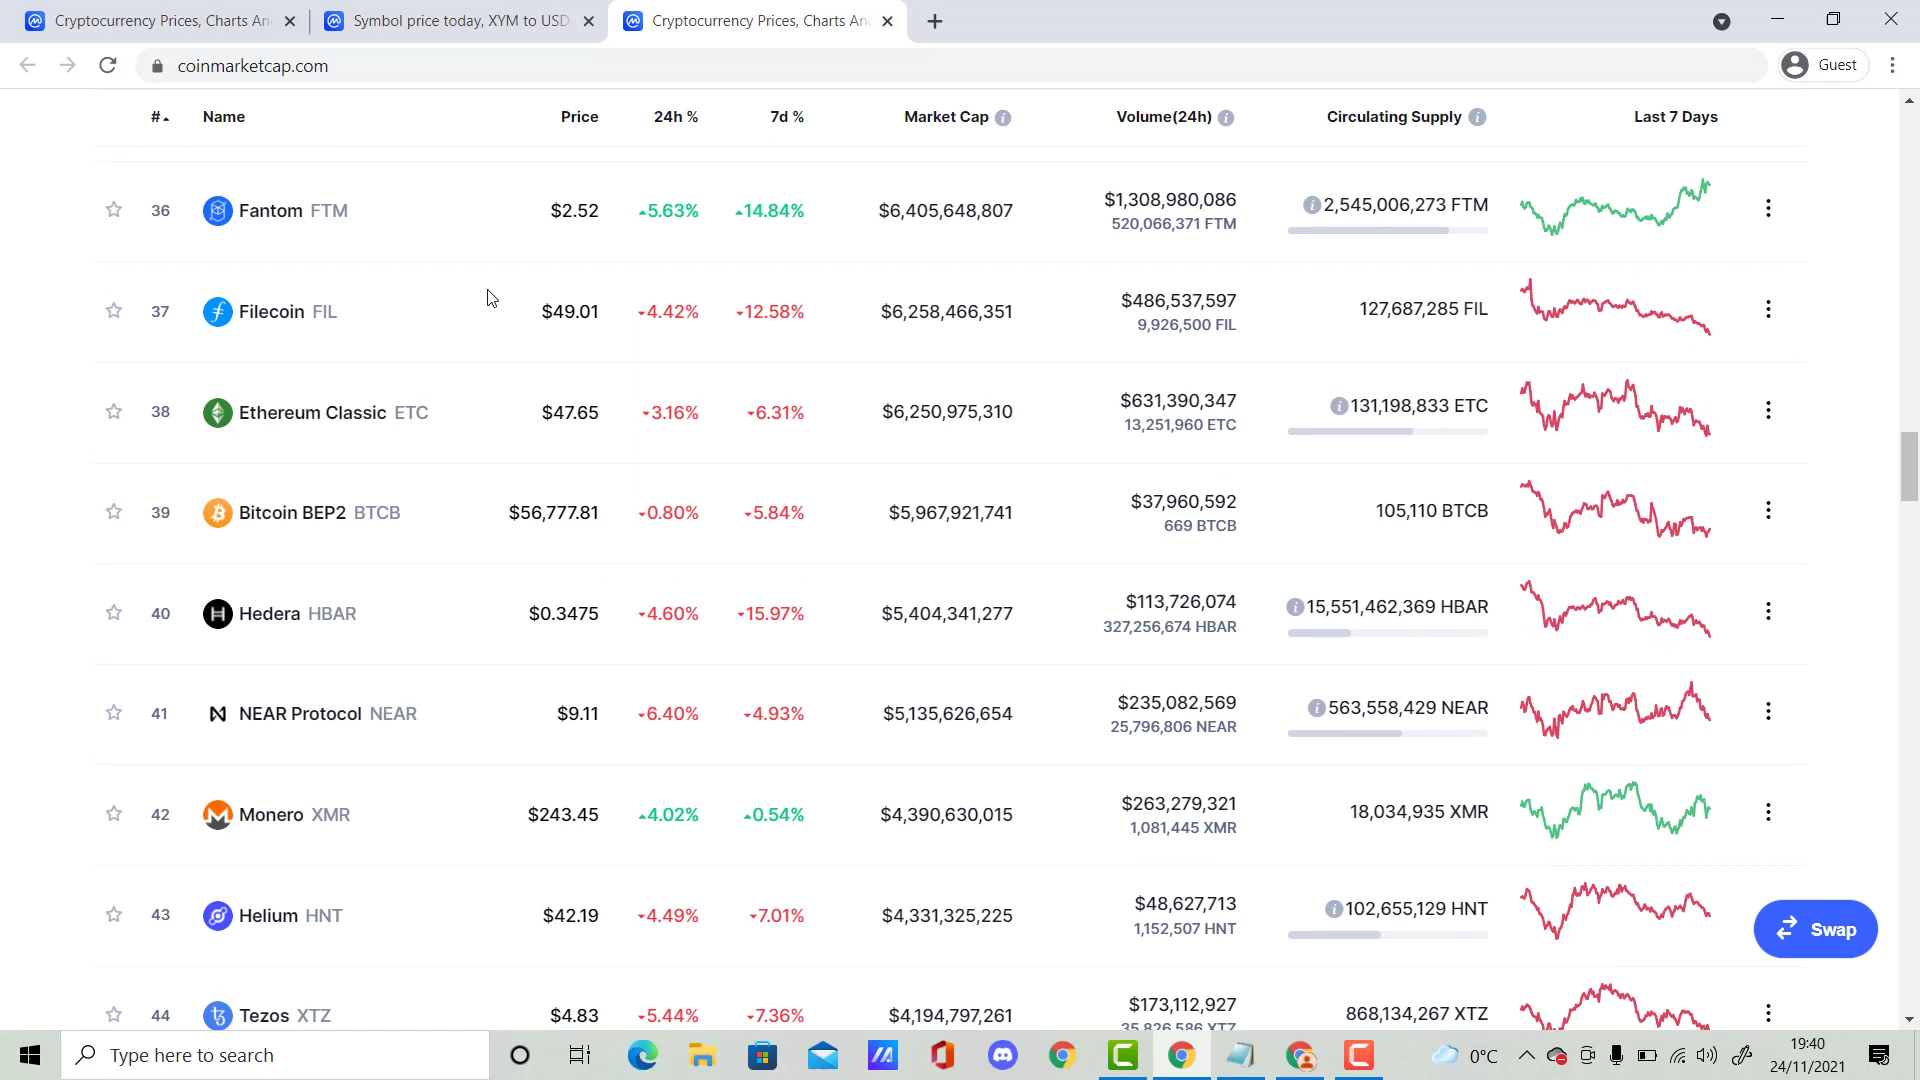 Cryptocurrency Prices, Charts An
Symbol price today, XYM to USD
Cryptocurrency Prices, Charts An
coinmarketcap.com
Guest
# Name Price 24h % 7d % Market Cap Volume(24h) Circulating Supply Last 7 Days
36 Fantom FTM $2.52 5.63% 14.84% $6,405,648,807 $1,308,980,086 2,545,006,273 FTM
520,066,371 FTM
37 Filecoin FIL $49.01 4.42% 12.58% $6,258,466,351 $486,537,597 127,687,285 FIL
9,926,500 FIL
38 Ethereum Classic ETC $47.65 3.16% 6.31% $6,250,975,310 $631,390,347 131,198,833 ETC
13,251,960 ETC
39 Bitcoin BEP2 BTCB $56,777.81 0.80% 5.84% $5,967,921,741 $37,960,592 105,110 BTCB
669 BTCB
40 Hedera HBAR $0.3475 4.60% 15.97% $5,404,341,277 $113,726,074 15,551,462,369 HBAR
327,256,674 HBAR
41 NEAR Protocol NEAR $9.11 6.40% 4.93% $5,135,626,654 $235,082,569 563,558,429 NEAR
25,796,806 NEAR
42 Monero XMR $243.45 4.02% 0.54% $4,390,630,015 $263,279,321 18,034,935 XMR
1,081,445 XMR
43 Helium HNT $42.19 4.49% 7.01% $4,331,325,225 $48,627,713 102,655,129 HNT
1,152,507 HNT
Swap
44 Tezos XTZ $4.83 5.44% 7.36% $4,194,797,261 $173,112,927 868,134,267 XTZ
35,826,586 XTZ
Type here to search
0°C
19:40
24/11/2021